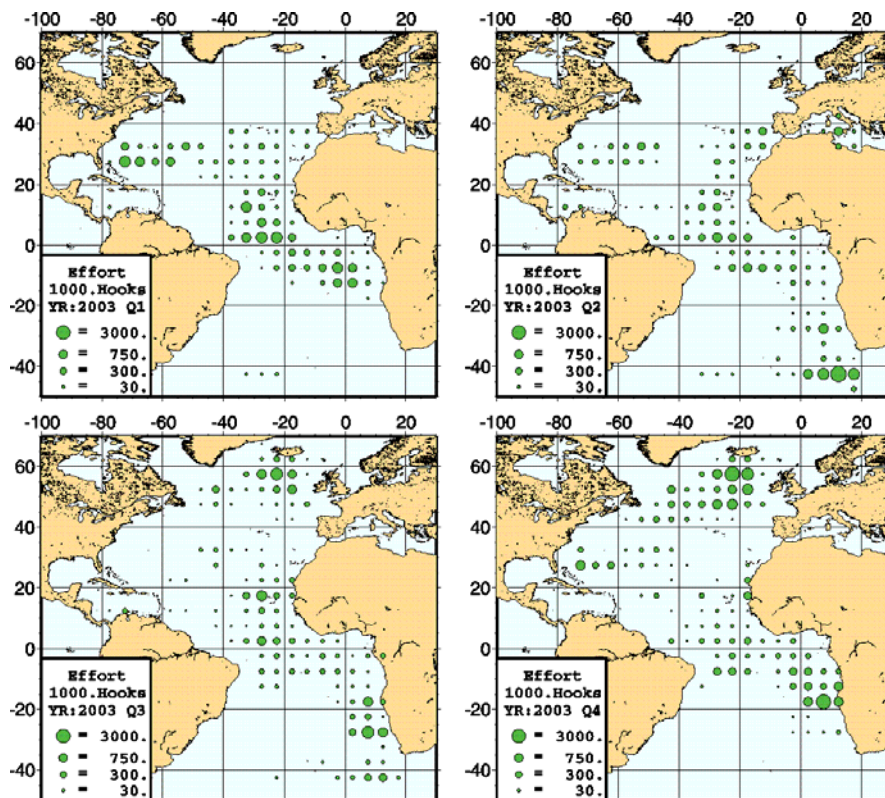 -100 -80 -60 -40 -20 0 20
60
40
20
0
-20
-40
Effort
1000.Hooks
YR:2003 Q1
= 3000.
= 750.
= 300.
= 30.
-100 -80 -60 -40 -20 0 20
60
40
20
0
-20
-40
Effort
1000.Hooks
YR:2003 Q2
= 3000.
= 750.
= 300.
= 30.
-100 -80 -60 -40 -20 0 20
60
40
20
0
-20
-40
Effort
1000.Hooks
YR:2003 Q3
= 3000.
= 750.
= 300.
= 30.
-100 -80 -60 -40 -20 0 20
60
40
20
0
-20
-40
Effort
1000.Hooks
YR:2003 Q4
= 3000.
= 750.
= 300.
= 30.